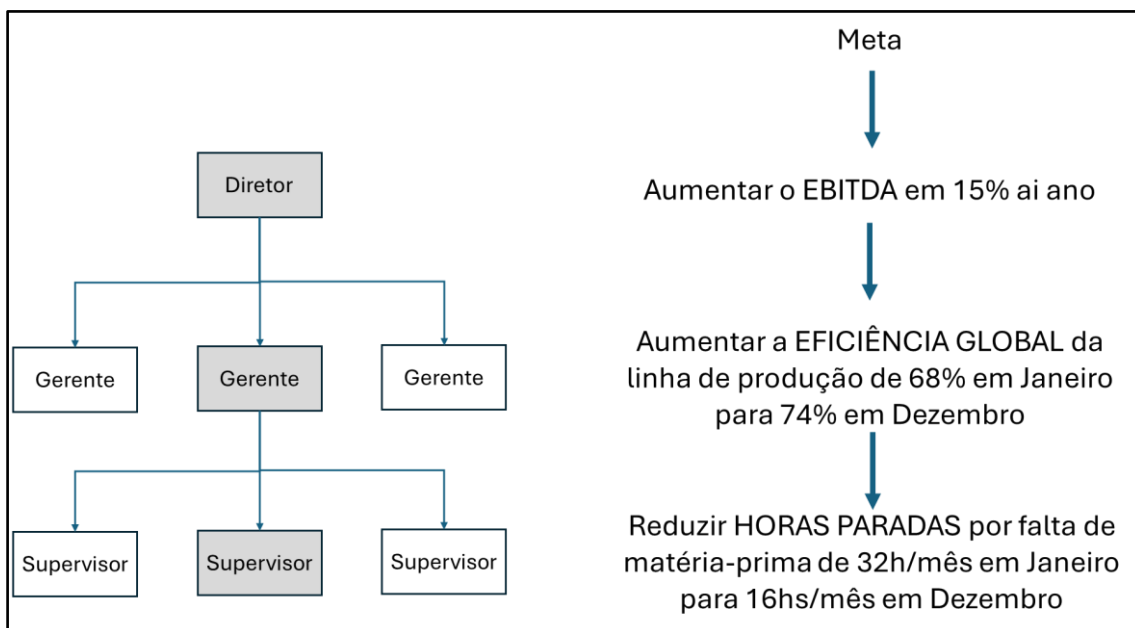 Meta
Diretor
Aumentar o EBITDA em 15% ai ano
Gerente
Gerente
Gerente
Aumentar a EFICIÊNCIA GLOBAL da
linha de produção de 68% em Janeiro
para 74% em Dezembro
Supervisor
Supervisor
Supervisor
Reduzir HORAS PARADAS por falta de
matéria-prima de 32h/mês em Janeiro
para 16hs/mês em Dezembro